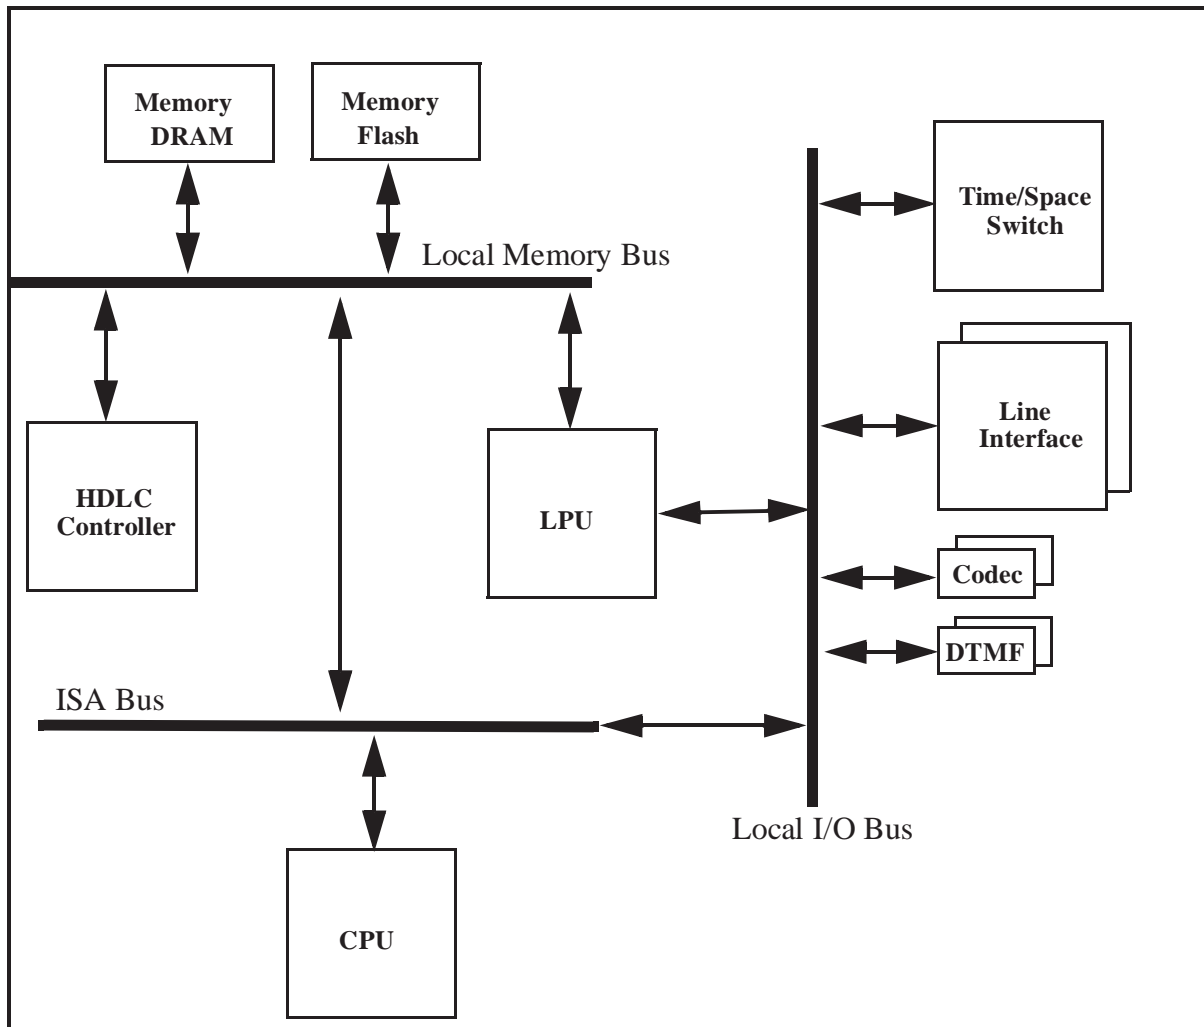 Memory
DRAM
Memory
Flash
Time/Space
Switch
Local Memory Bus
Line
Interface
HDLC
Controller
LPU
Codec
DTMF
ISA Bus
Local I/O Bus
CPU